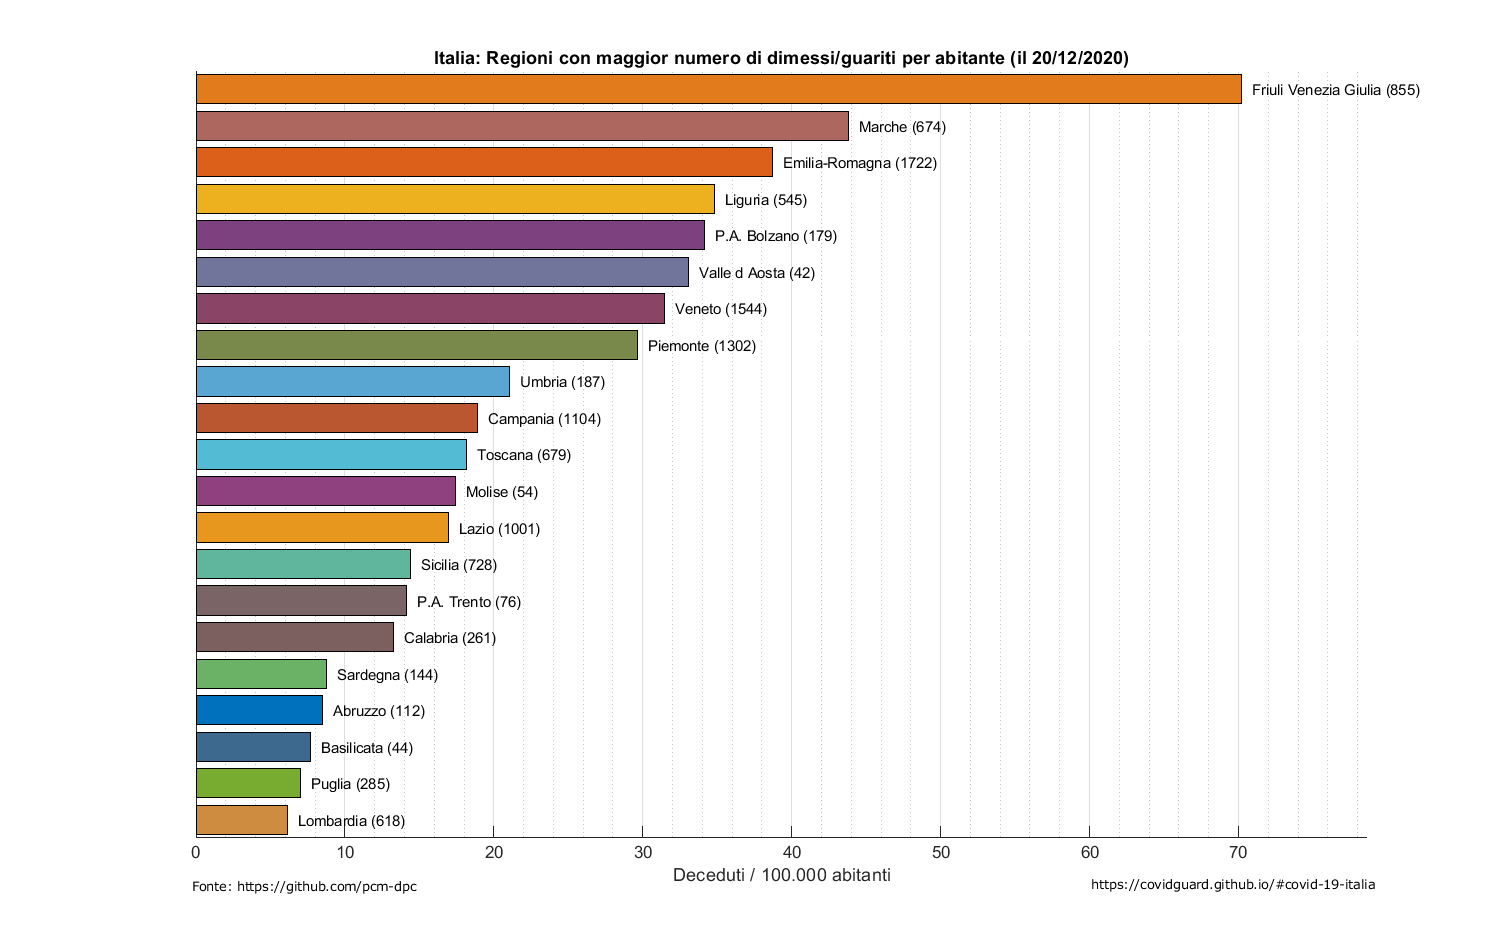 Italia: Regioni con maggior numero di dimessi/guariti per abitante (il 20/12/2020)
Friuli Venezia Giulia (855)
Marche (674)
Emilia-Romagna (1722)
Liguria (545)
P.A. Bolzano (179)
Valle d Aosta (42)
Veneto (1544)
Piemonte (1302)
Umbria (187)
Campania (1104)
Toscana (679)
Molise (54)
Lazio (1001)
Sicilia (728)
P.A. Trento (76)
Calabria (261)
Sardegna (144)
Abruzzo (112)
Basilicata (44)
Puglia (285)
Lombardia (618)
0 10 20 30 40 50 60 70
Deceduti / 100.000 abitanti
Fonte: https://github.com/pcm-dpc
https://covidguard.github.io/#covid-19-italia